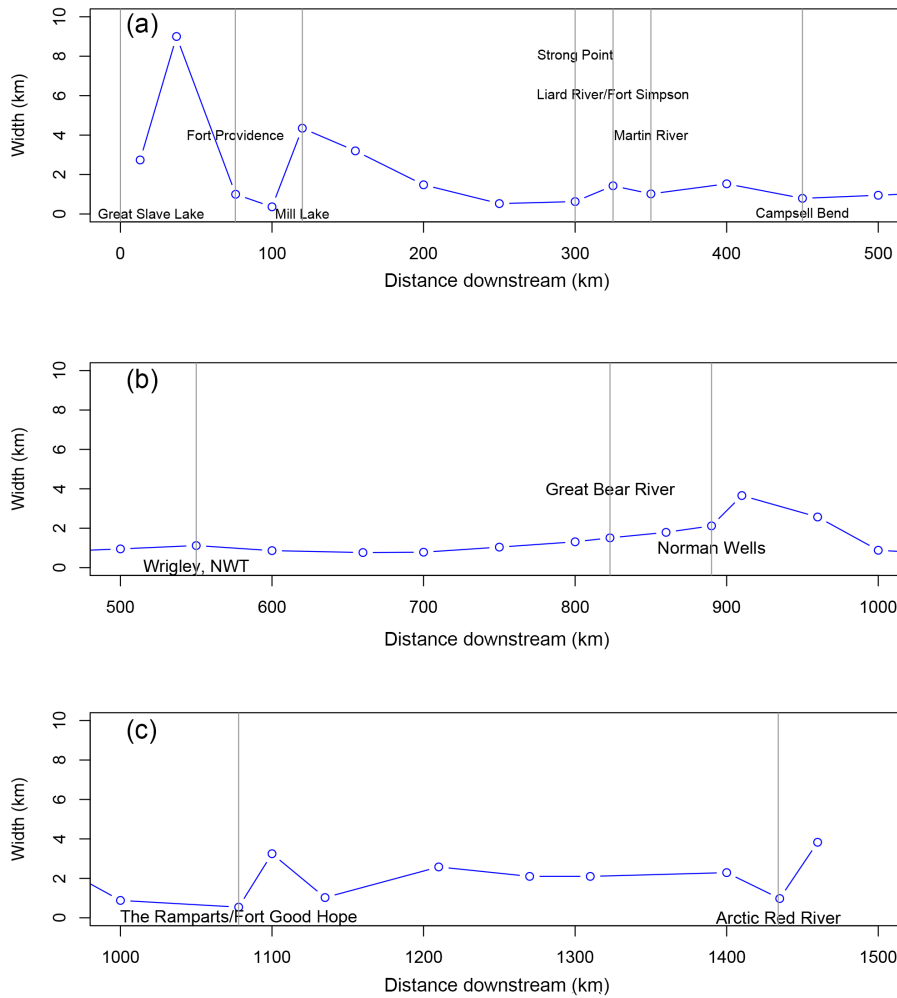 (a)
10
8
6
4
2
0
Width (km)
Strong Point
Liard River/Fort Simpson
Fort Providence
Martin River
Great Slave Lake
Mill Lake
Campsell Bend
0 100 200 300 400 500
Distance downstream (km)
(b)
10
8
6
4
2
0
Width (km)
Great Bear River
Norman Wells
Wrigley, NWT
500 600 700 800 900 1000
Distance downstream (km)
(c)
10
8
6
4
2
0
Width (km)
The Ramparts/Fort Good Hope
Arctic Red River
1000 1100 1200 1300 1400 1500
Distance downstream (km)